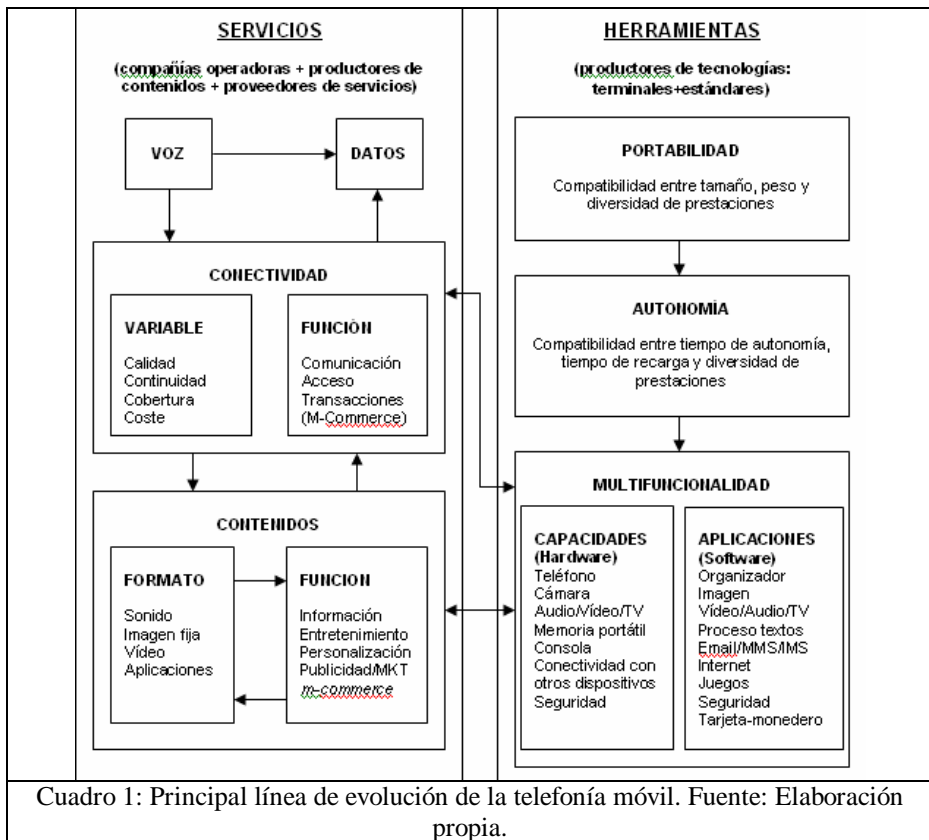 SERVICIOS
(compañías operadoras + productores de
contenidos + proveedores de servicios)
VOZ
DATOS
CONECTIVIDAD
VARIABLE
Calidad
Continuidad
Cobertura
Coste
FUNCIÓN
Comunicación
Acceso
Transacciones
(M-Commerce)
CONTENIDOS
FORMATO
Sonido
Imagen fija
Vídeo
Aplicaciones
FUNCION
Información
Entretenimiento
Personalización
Publicidad/MKT
m-commerce
HERRAMIENTAS
(productores de tecnologías:
terminales+estándares)
PORTABILIDAD
Compatibilidad entre tamaño, peso y
diversidad de prestaciones
AUTONOMÍA
Compatibilidad entre tiempo de autonomía,
tiempo de recarga y diversidad de
prestaciones
MULTIFUNCIONALIDAD
CAPACIDADES
(Hardware)
Teléfono
Cámara
Audio/Vídeo/TV
Memoria portátil
Consola
Conectividad con
otros dispositivos
Seguridad
APLICACIONES
(Software)
Organizador
Imagen
Vídeo/Audio/TV
Proceso textos
Email/MMS/IMS
Internet
Juegos
Seguridad
Tarjeta-monedero
Cuadro 1: Principal línea de evolución de la telefonía móvil. Fuente: Elaboración
propia.